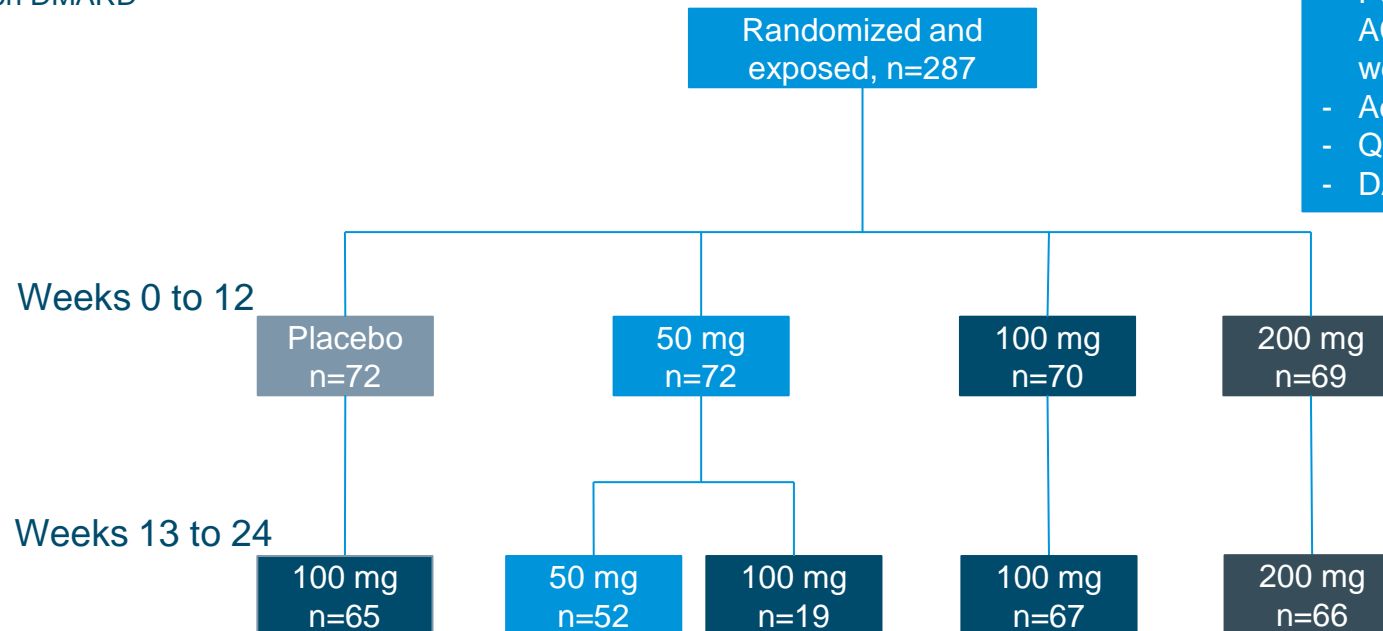 DMARD
Randomized and
exposed, n=287
-
-
-
Weeks 0 to 12
Placebo
n=72
50 mg
n=72
100 mg
n=70
200 mg
n=69
Weeks 13 to 24
100 mg
n=65
50 mg
n=52
100 mg
n=19
100 mg
n=67
200 mg
n=66